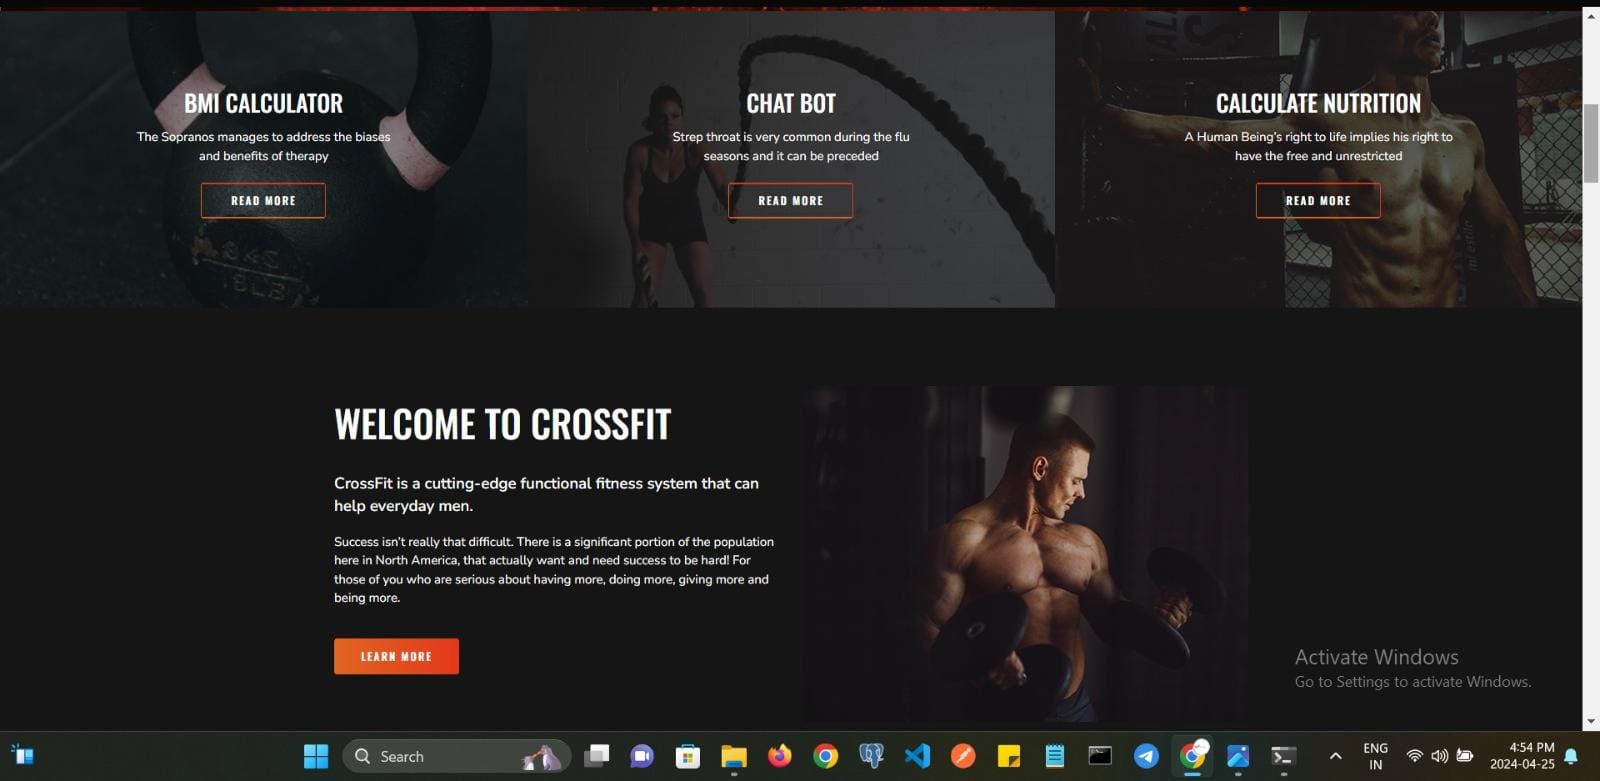 BMI CALCULATOR
The Sopranos manages to address the biases
and benefits of therapy
READ MORE
CHAT BOT
Strep throat is very common during the flu
seasons and it can be preceded
READ MORE
CALCULATE NUTRITION
A Human Being's right to life implies his right to
have the free and unrestricted
READ MORE
WELCOME TO CROSSFIT
CrossFit is a cutting-edge functional fitness system that can
help everyday men.
Success isn't really that difficult. There is a significant portion of the population
here in North America, that actually want and need success to be hard! For
those of you who are serious about having more, doing more, giving more and
being more.
LEARN MORE
Activate Windows
Go to Settings to activate Windows.
Search
ENG
IN
4:54 PM
2024-04-25